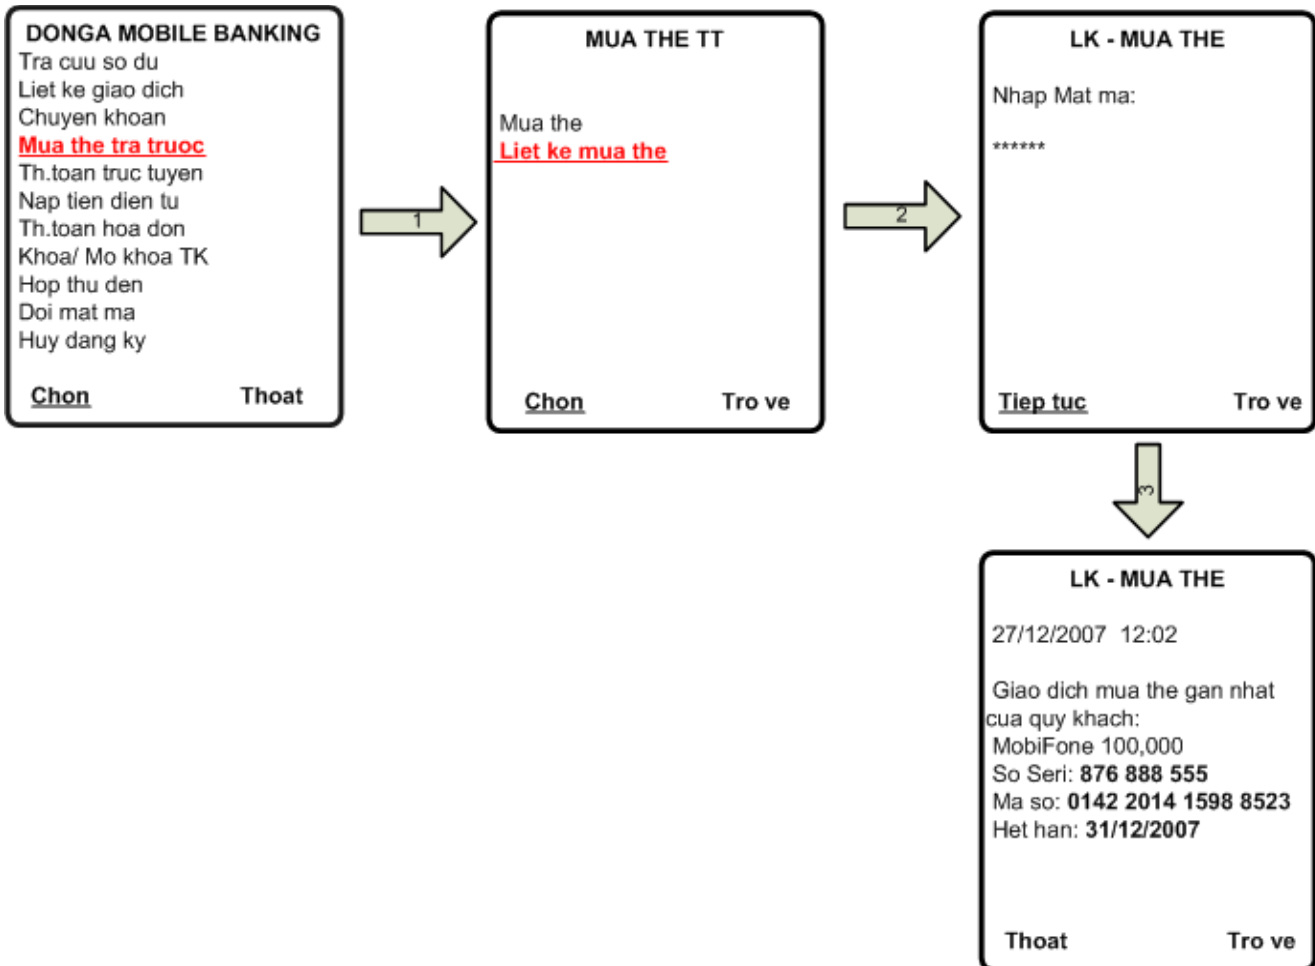 DONGA MOBILE BANKING
Tra cuu so du
Liet ke giao dich
Chuyen khoan
Mua the tra truoc
Th.toan truc tuyen
Nap tien dien tu
Th.toan hoa don
Khoa/ Mo khoa TK
Hop thu den
Doi mat ma
Huy dang ky
Chon Thoat
1
MUA THE TT
Mua the
Liet ke mua the
Chon Tro ve
2
LK - MUA THE
Nhap Mat ma:
******
Tiep tuc Tro ve
3
LK - MUA THE
27/12/2007 12:02
Giao dich mua the gan nhat
cua quy khach:
MobiFone 100,000
So Seri: 876 888 555
Ma so: 0142 2014 1598 8523
Het han: 31/12/2007
Thoat Tro ve